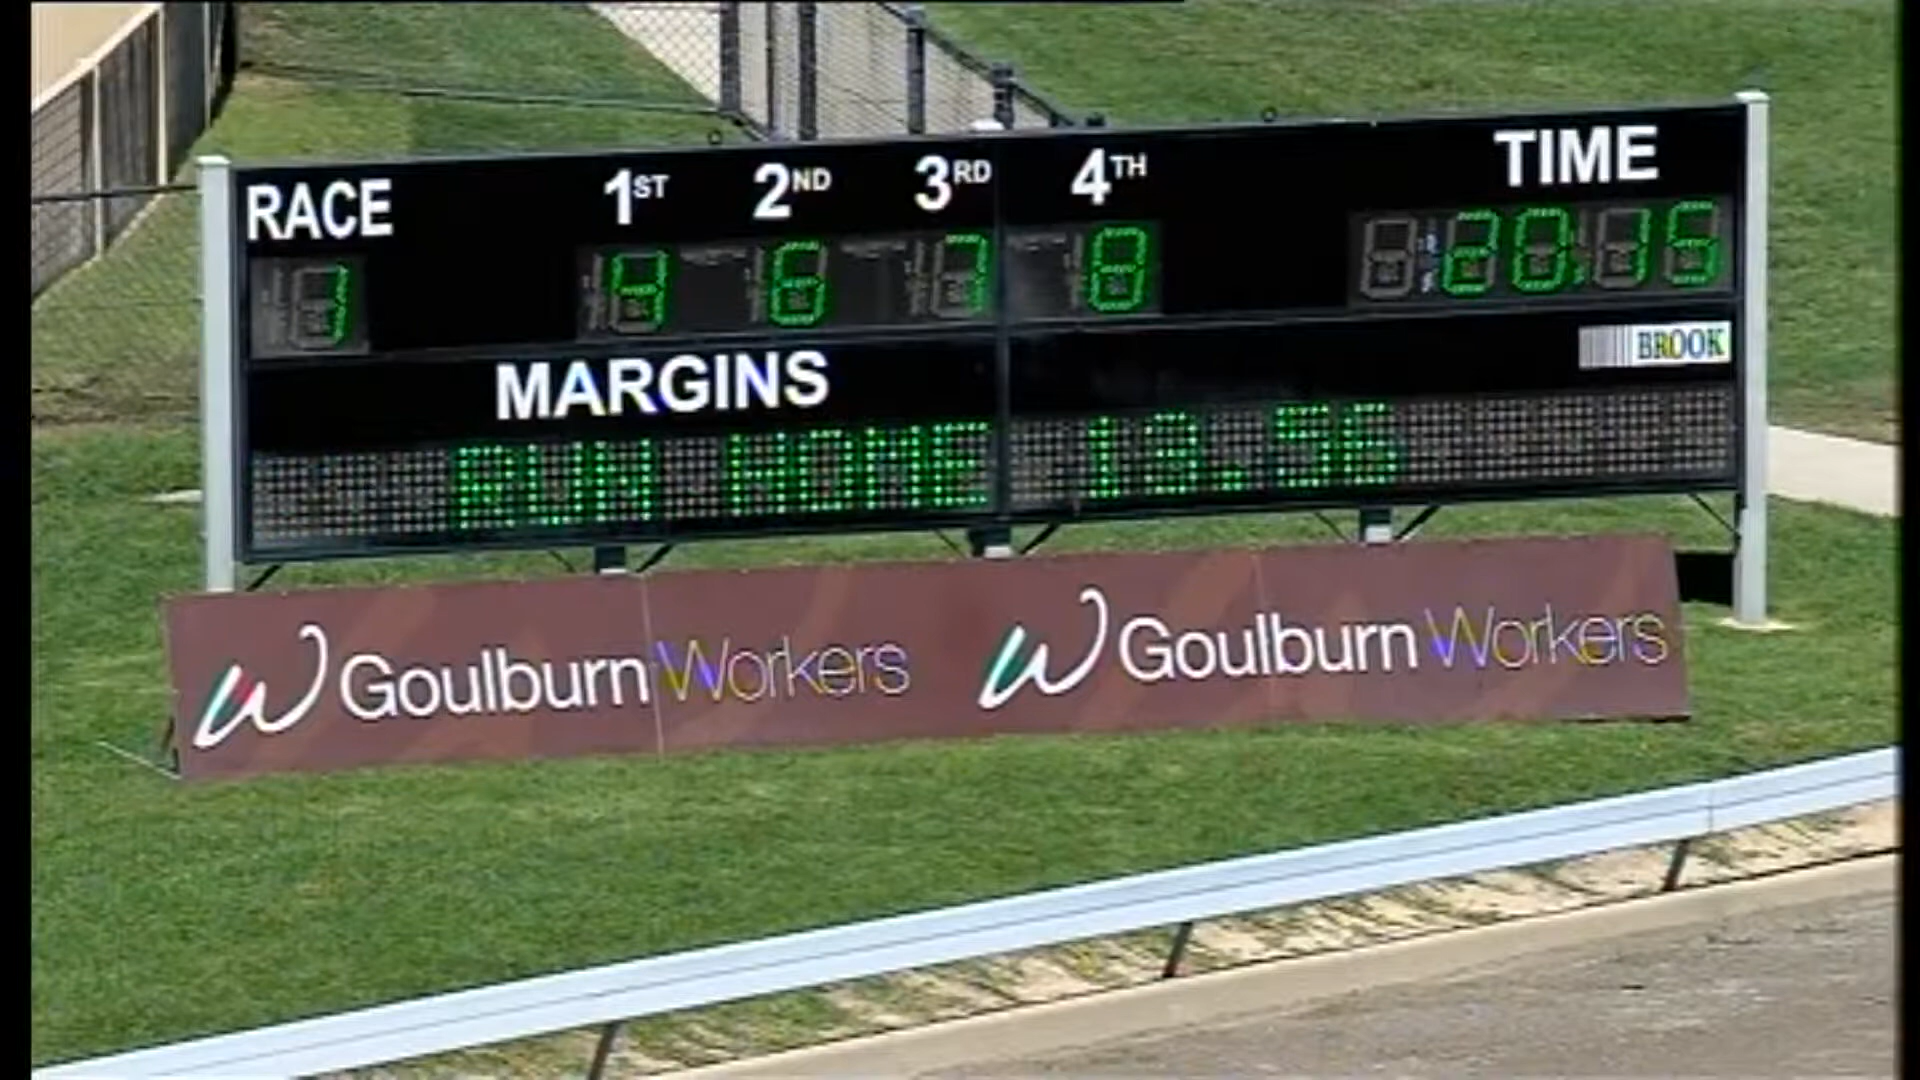 RACE 1ST 2ND 3RD 4TH TIME
1 4 6 7 8 20.15
BROOK
MARGINS
RUN HOME 13.56
Goulburn Workers Goulburn Workers